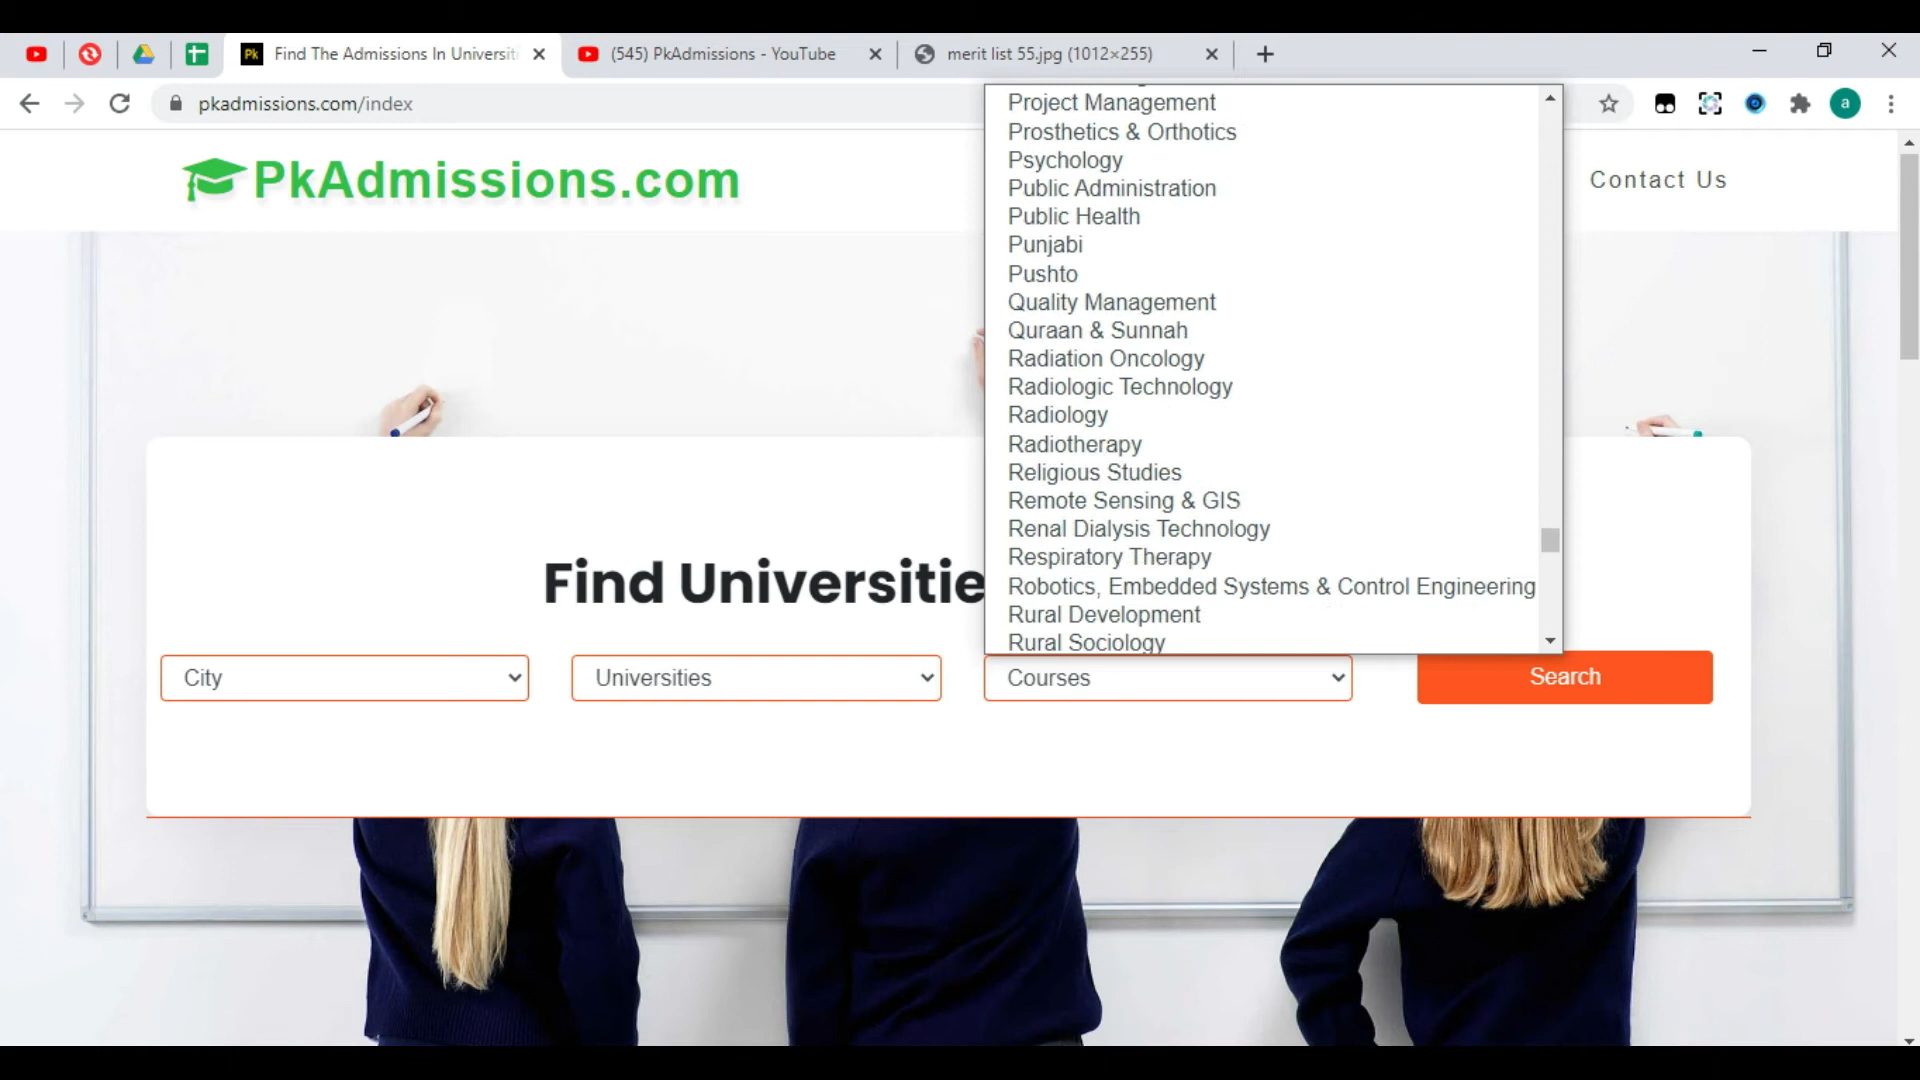 Find The Admissions In Universiti
(545) PkAdmissions - YouTube
merit list 55.jpg (1012×255)
pkadmissions.com/index
a
PkAdmissions.com
Contact Us
Project Management
Prosthetics & Orthotics
Psychology
Public Administration
Public Health
Punjabi
Pushto
Quality Management
Quraan & Sunnah
Radiation Oncology
Radiologic Technology
Radiology
Radiotherapy
Religious Studies
Remote Sensing & GIS
Renal Dialysis Technology
Respiratory Therapy
Robotics, Embedded Systems & Control Engineering
Rural Development
Rural Sociology
Find Universitie
City
Universities
Courses
Search